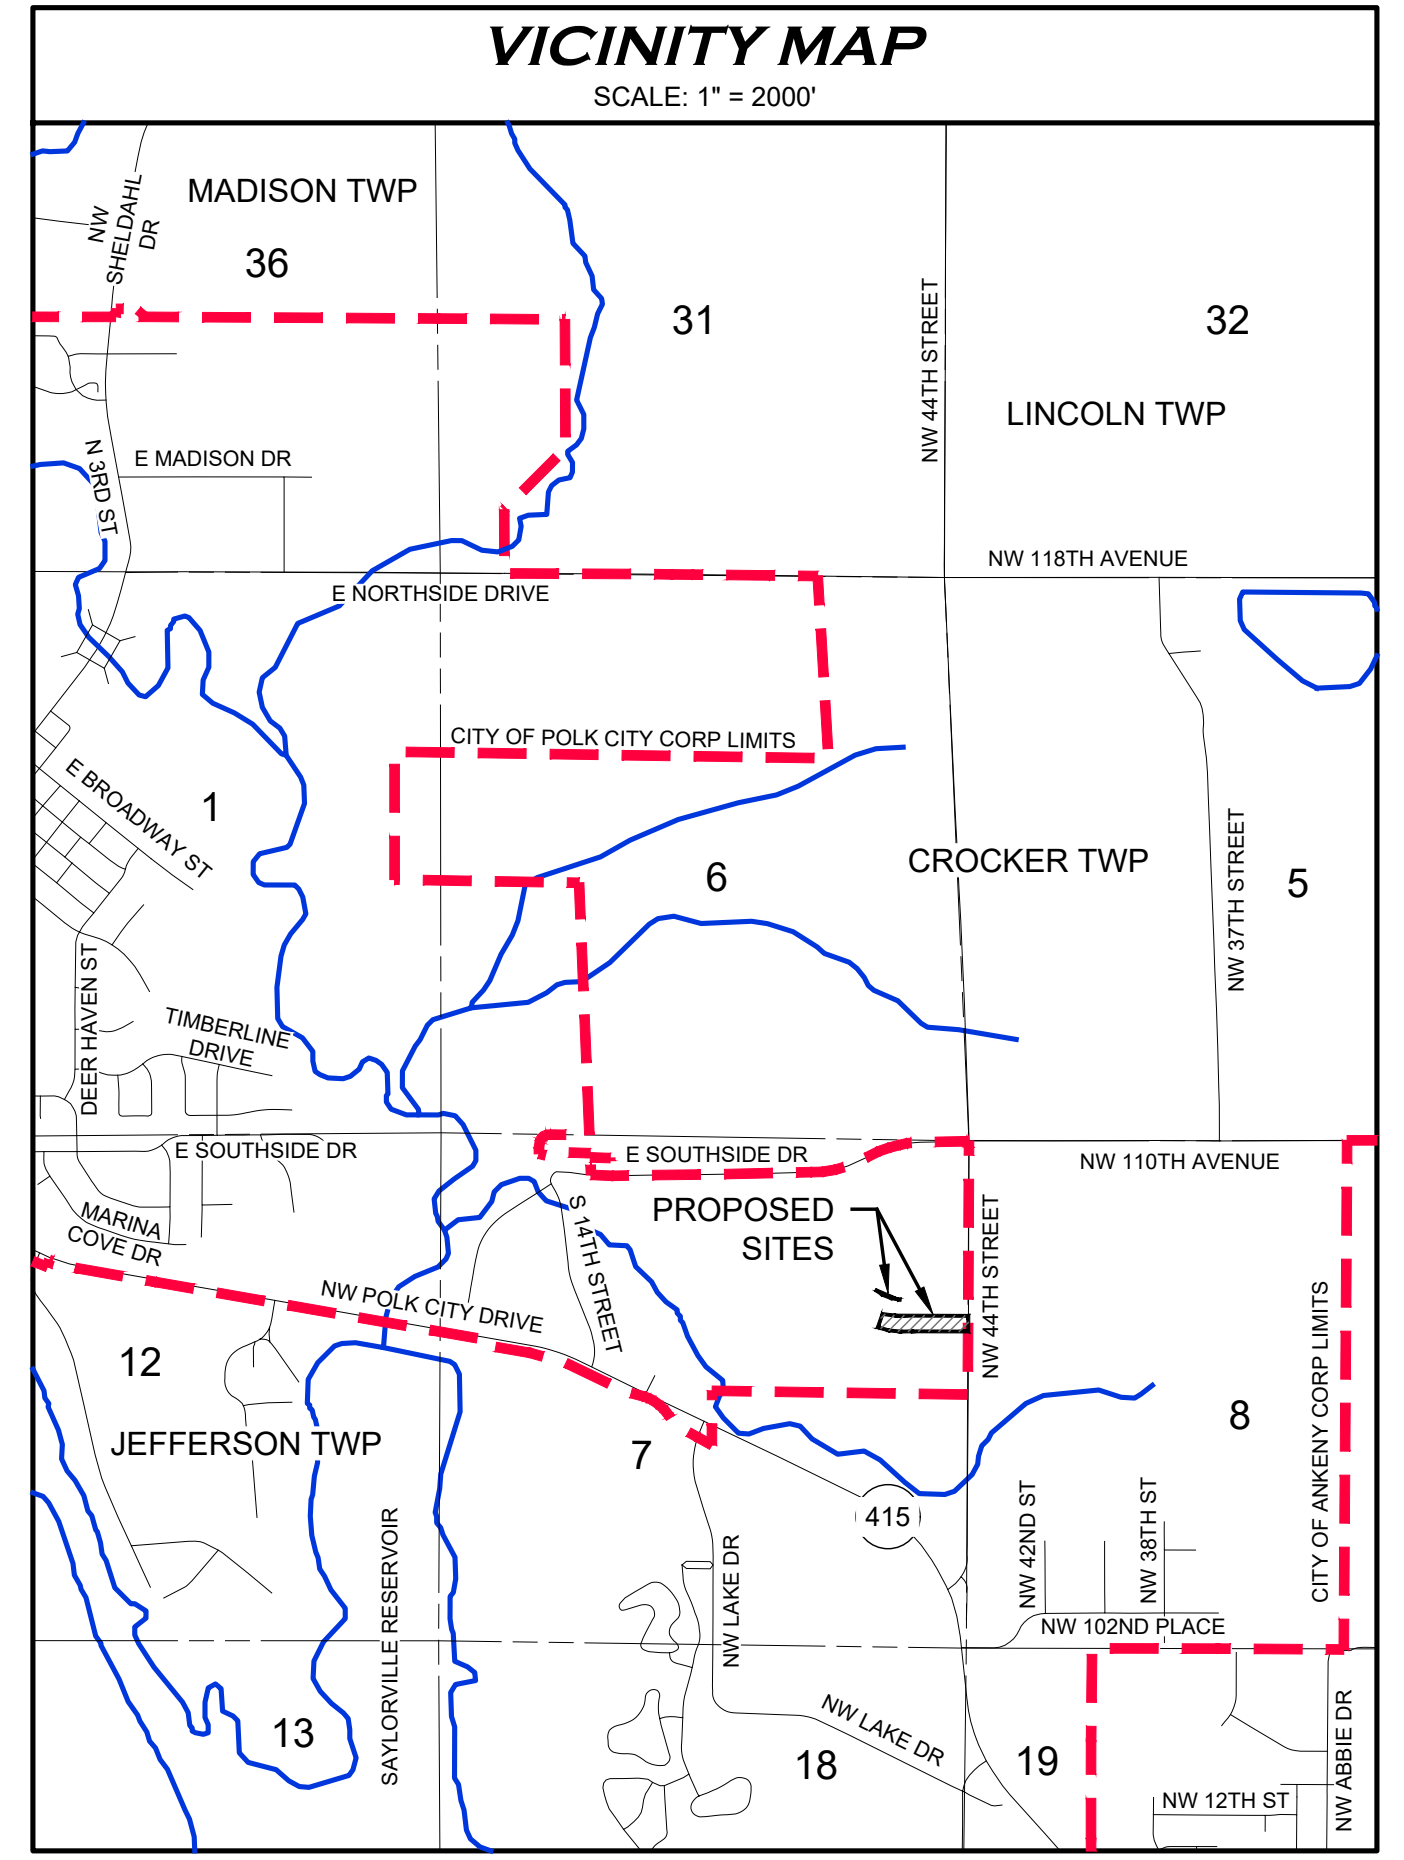 VICINITY MAP
SCALE: 1" = 2000'
MADISON TWP
NW
SHELDAHL
DR
36
31
32
NW 44TH STREET
LINCOLN TWP
N 3RD ST
E MADISON DR
NW 118TH AVENUE
E NORTHSIDE DRIVE
CITY OF POLK CITY CORP LIMITS
E BROADWAY ST
1
6
CROCKER TWP
5
NW 37TH STREET
DEER HAVEN ST
TIMBERLINE
DRIVE
E SOUTHSIDE DR
E SOUTHSIDE DR
NW 110TH AVENUE
MARINA
COVE DR
S 14TH STREET
PROPOSED
SITES
NW 44TH STREET
NW POLK CITY DRIVE
12
JEFFERSON TWP
7
8
CITY OF ANKENY CORP LIMITS
415
SAYLORVILLE RESERVOIR
NW LAKE DR
NW 42ND ST
NW 38TH ST
NW 102ND PLACE
13
NW LAKE DR
18
19
NW 12TH ST
NW ABBIE DR